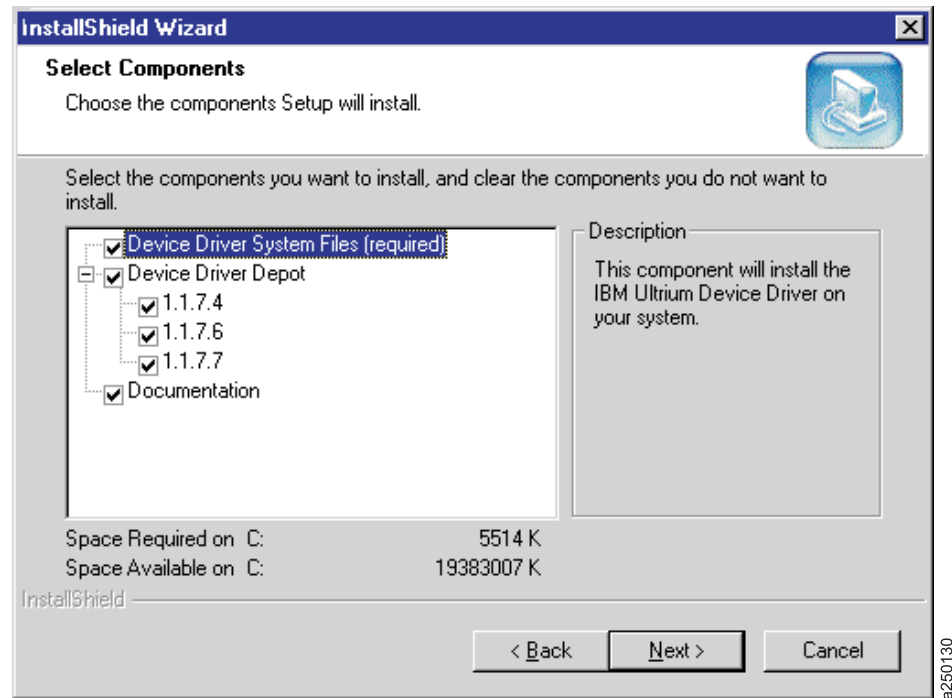 InstallShield Wizard
Select Components
Choose the components Setup will install.
Select the components you want to install, and clear the components you do not want to
install.
Device Driver System Files (required)
Device Driver Depot
1.1.7.4
1.1.7.6
1.1.7.7
Documentation
Description
This component will install the
IBM Ultrium Device Driver on
your system.
Space Required on C: 5514 K
Space Available on C: 19383007 K
InstallShield
< Back Next > Cancel
a250130